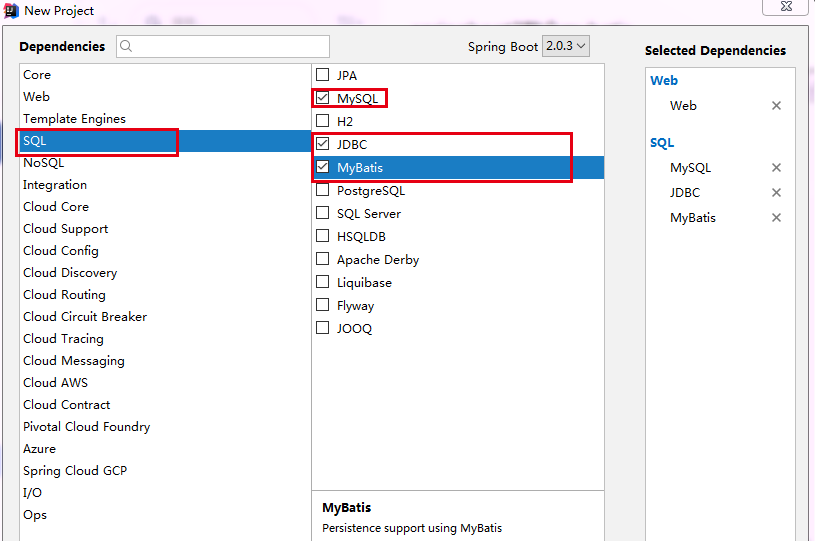 New Project
Dependencies
Spring Boot 2.0.3
Core
Web
Template Engines
SQL
NoSQL
Integration
Cloud Core
Cloud Support
Cloud Config
Cloud Discovery
Cloud Routing
Cloud Circuit Breaker
Cloud Tracing
Cloud Messaging
Cloud AWS
Cloud Contract
Pivotal Cloud Foundry
Azure
Spring Cloud GCP
I/O
Ops
JPA
MySQL
H2
JDBC
MyBatis
PostgreSQL
SQL Server
HSQLDB
Apache Derby
Liquibase
Flyway
JOOQ
MyBatis
Persistence support using MyBatis
Selected Dependencies
Web
Web
SQL
MySQL
JDBC
MyBatis